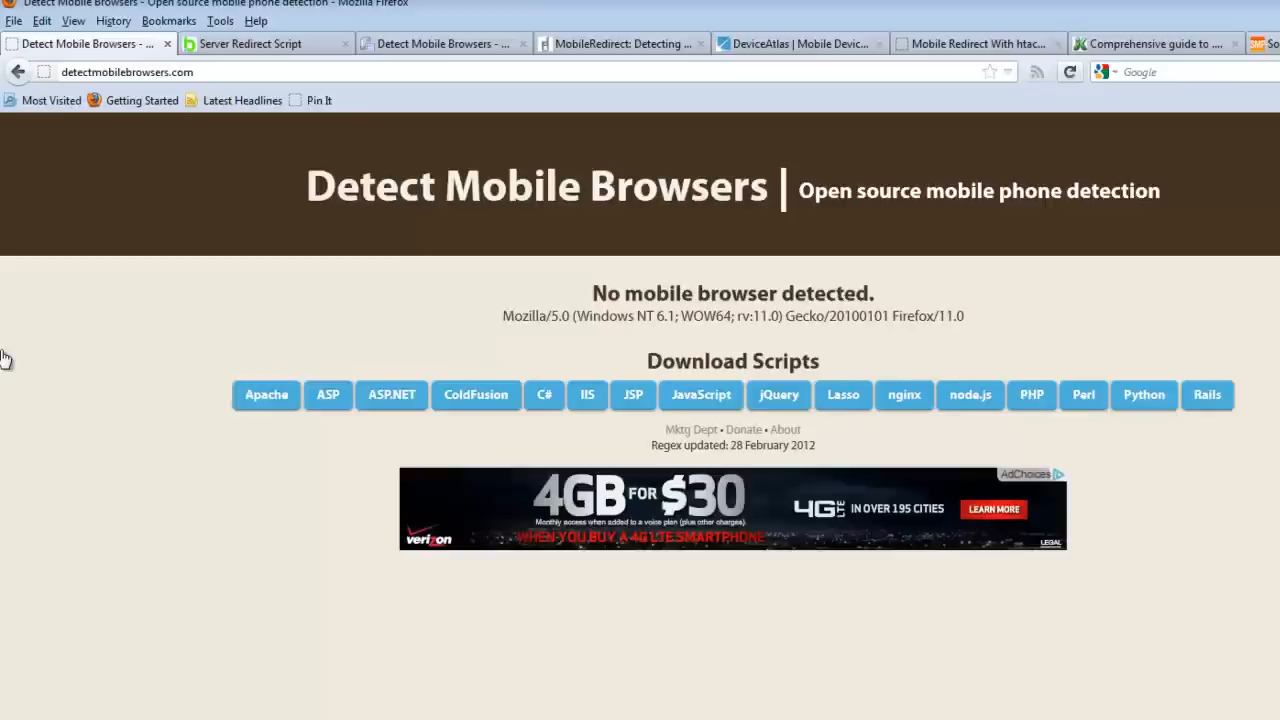 Detect Mobile Browsers - Open source mobile phone detection - Mozilla Firefox
File Edit View History Bookmarks Tools Help
Detect Mobile Browsers - ... × Server Redirect Script × Detect Mobile Browsers - ... × MobileRedirect: Detecting ... × DeviceAtlas | Mobile Devic... × Mobile Redirect With htac... × Comprehensive guide to .... × SMF So
detectmobilebrowsers.com Google
Most Visited Getting Started Latest Headlines Pin It
Detect Mobile Browsers | Open source mobile phone detection
No mobile browser detected.
Mozilla/5.0 (Windows NT 6.1; WOW64; rv:11.0) Gecko/20100101 Firefox/11.0
Download Scripts
Apache ASP ASP.NET ColdFusion C# IIS JSP JavaScript jQuery Lasso nginx node.js PHP Perl Python Rails
Mktg Dept • Donate • About
Regex updated: 28 February 2012
AdChoices
4GB FOR $30
Monthly access when added to a voice plan (plus other charges).
WHEN YOU BUY A 4G LTE SMARTPHONE
4G LTE IN OVER 195 CITIES
LEARN MORE
verizon
LEGAL